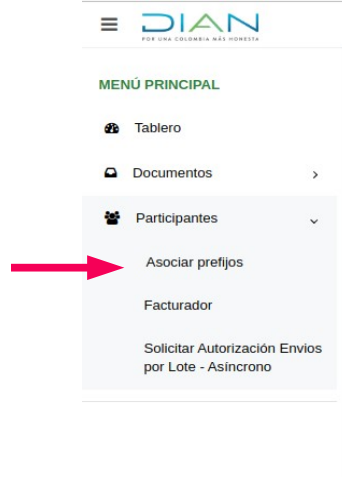 DIAN
POR UNA COLOMBIA MÁS HONESTA
MENÚ PRINCIPAL
Tablero
Documentos
Participantes
Asociar prefijos
Facturador
Solicitar Autorización Envios
por Lote - Asíncrono